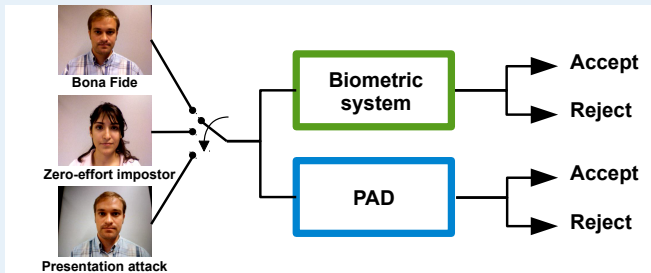 Bona Fide
Zero-effort impostor
Presentation attack
Biometric
system
PAD
Accept
Reject
Accept
Reject